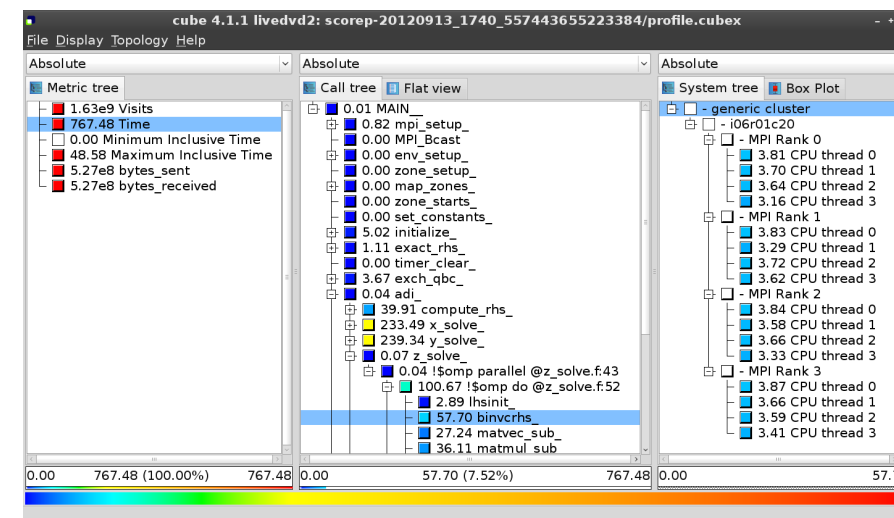 cube 4.1.1 livedvd2: scorep-20120913_1740_557443655223384/profile.cubex
File Display Topology Help
Absolute
Metric tree
1.63e9 Visits
767.48 Time
0.00 Minimum Inclusive Time
48.58 Maximum Inclusive Time
5.27e8 bytes_sent
5.27e8 bytes_received
0.00 767.48 (100.00%) 767.48
Absolute
Call tree Flat view
0.01 MAIN__
0.82 mpi_setup_
0.00 MPI_Bcast
0.00 env_setup_
0.00 zone_setup_
0.00 map_zones_
0.00 zone_starts_
0.00 set_constants_
5.02 initialize_
1.11 exact_rhs_
0.00 timer_clear_
3.67 exch_qbc_
0.04 adi_
39.91 compute_rhs_
233.49 x_solve_
239.34 y_solve_
0.07 z_solve_
0.04 !$omp parallel @z_solve.f:43
100.67 !$omp do @z_solve.f:52
2.89 lhsinit_
57.70 binvcrhs_
27.24 matvec_sub_
36.11 matmul_sub
0.00 57.70 (7.52%) 767.48
Absolute
System tree Box Plot
- generic cluster
- i06r01c20
- MPI Rank 0
3.81 CPU thread 0
3.70 CPU thread 1
3.64 CPU thread 2
3.16 CPU thread 3
- MPI Rank 1
3.83 CPU thread 0
3.29 CPU thread 1
3.72 CPU thread 2
3.62 CPU thread 3
- MPI Rank 2
3.84 CPU thread 0
3.58 CPU thread 1
3.66 CPU thread 2
3.33 CPU thread 3
- MPI Rank 3
3.87 CPU thread 0
3.66 CPU thread 1
3.59 CPU thread 2
3.41 CPU thread 3
0.00